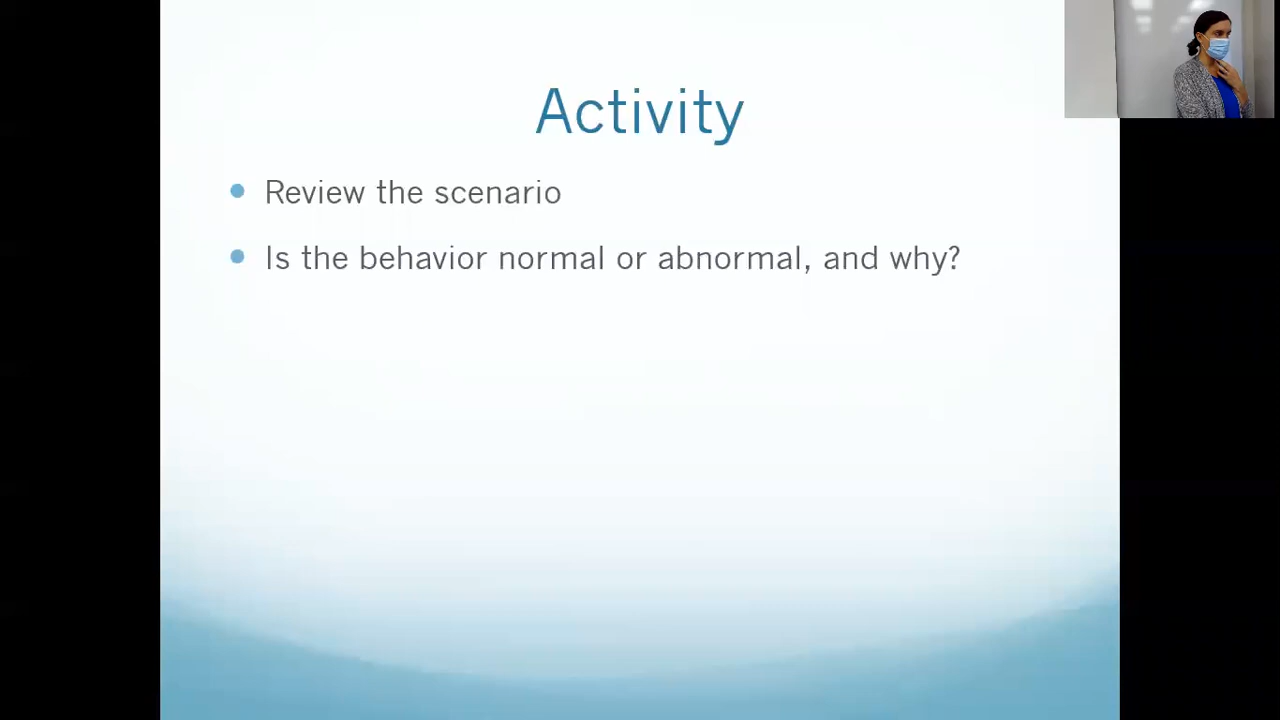 Activity
Review the scenario
Is the behavior normal or abnormal, and why?